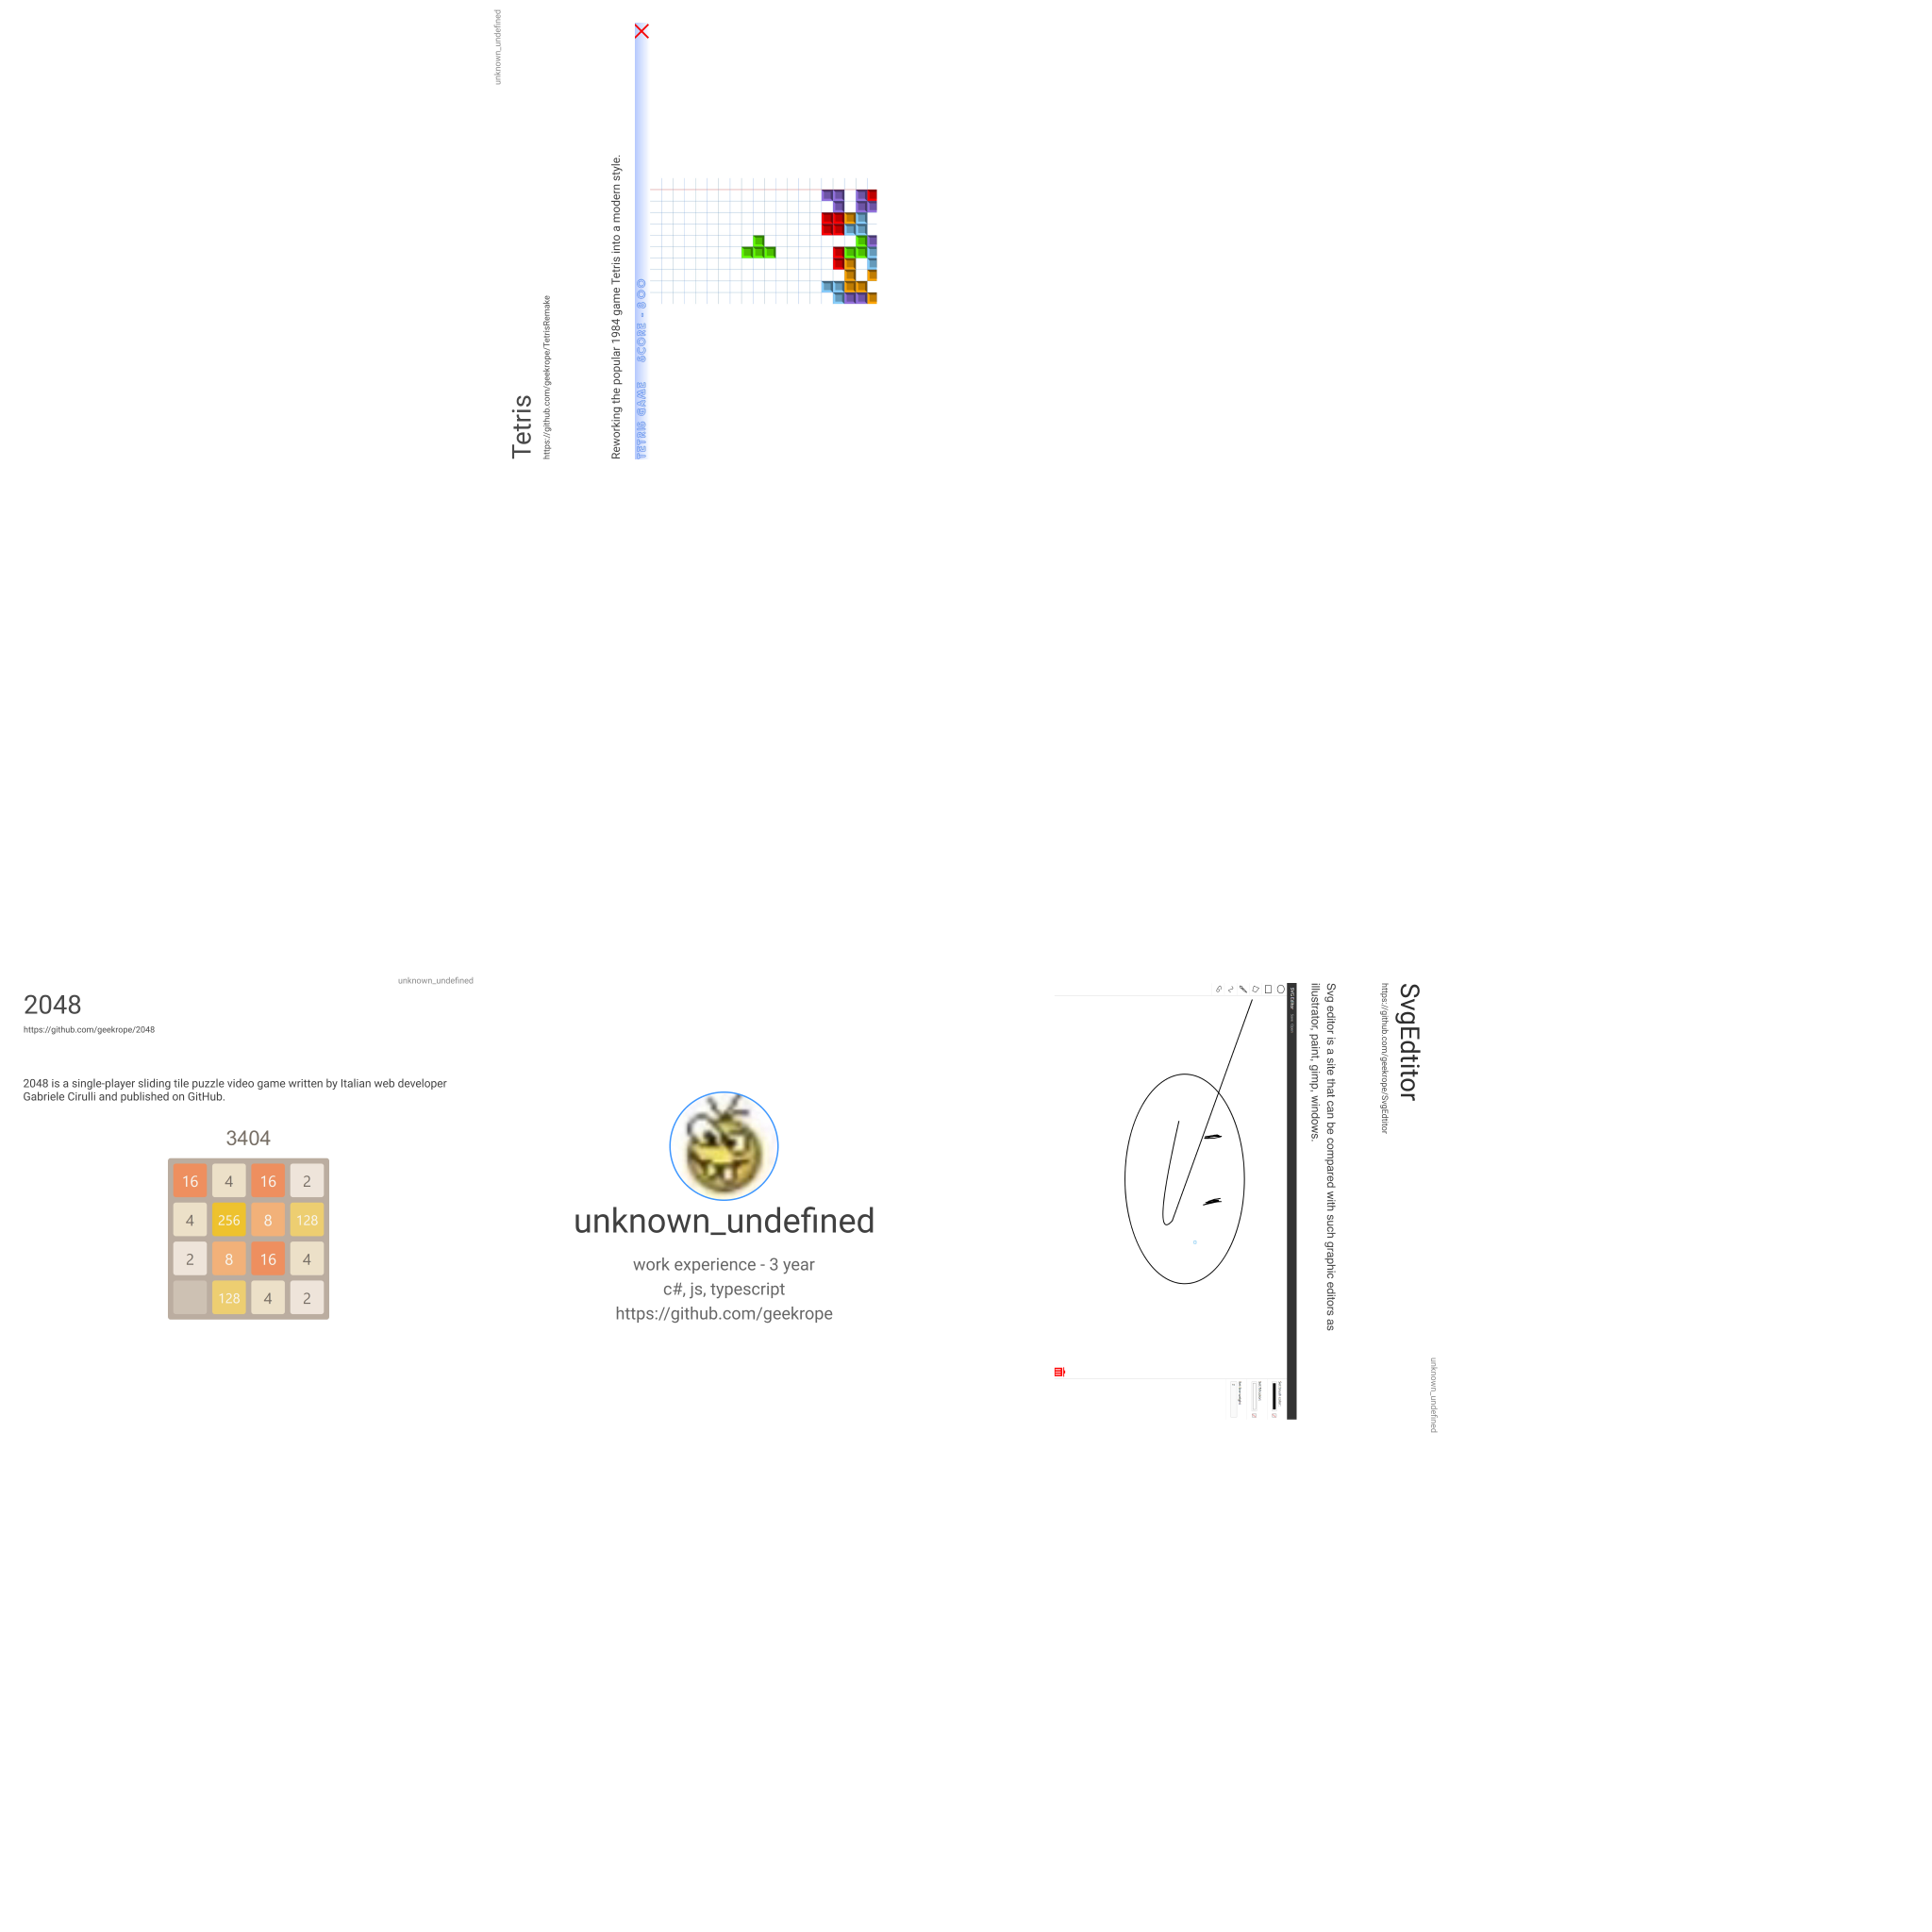 unknown_undefined
Tetris
https://github.com/geekrope/TetrisRemake
Reworking the popular 1984 game Tetris into a modern style.
TETRIS GAME SCORE - 800
unknown_undefined
2048
https://github.com/geekrope/2048
2048 is a single-player sliding tile puzzle video game written by Italian web developer
Gabriele Cirulli and published on GitHub.
3404
16 4 16 2
4 256 8 128
2 8 16 4
128 4 2
unknown_undefined
work experience - 3 year
c#, js, typescript
https://github.com/geekrope
unknown_undefined
SvgEdtitor
https://github.com/geekrope/SvgEdtitor
Svg editor is a site that can be compared with such graphic editors as
illustrator, paint, gimp, windows.